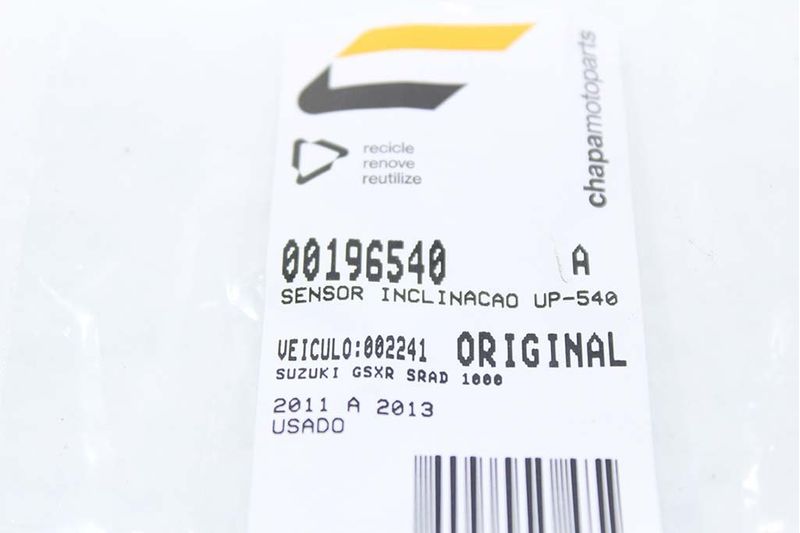 chapamotoparts
recicle
renove
reutilize
00196540 A
SENSOR INCLINACAO UP-540
VEICULO:002241 ORIGINAL
SUZUKI GSXR SRAD 1000
2011 A 2013
USADO